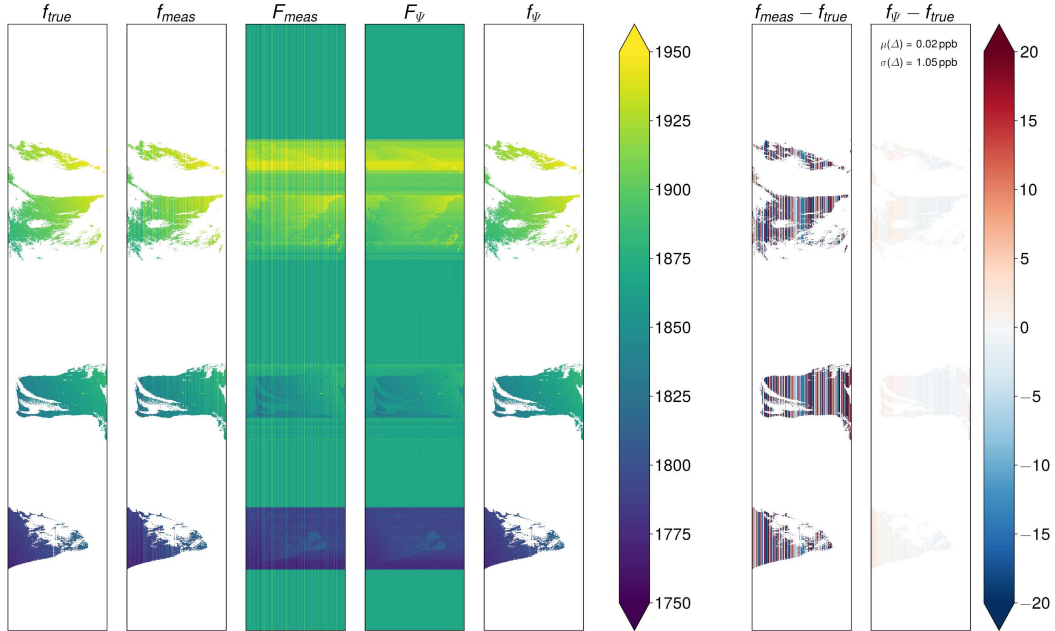 f_true
f_meas
F_meas
F_Ψ
f_Ψ
f_meas − f_true
f_Ψ − f_true
μ(Δ) = 0.02 ppb
σ(Δ) = 1.05 ppb
1950
1925
1900
1875
1850
1825
1800
1775
1750
20
15
10
5
0
−5
−10
−15
−20